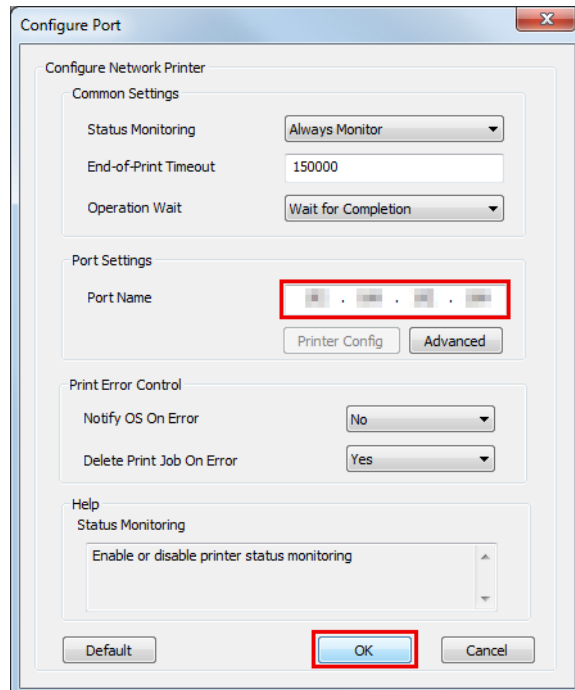 Configure Port
Configure Network Printer
Common Settings
Status Monitoring Always Monitor
End-of-Print Timeout 150000
Operation Wait Wait for Completion
Port Settings
Port Name . . .
Printer Config Advanced
Print Error Control
Notify OS On Error No
Delete Print Job On Error Yes
Help
Status Monitoring
Enable or disable printer status monitoring
Default OK Cancel